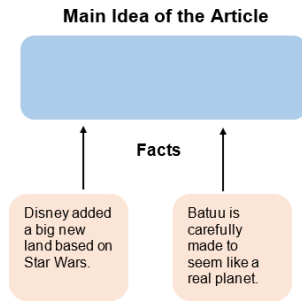 Main Idea of the Article
Facts
Disney added
a big new
land based on
Star Wars.
Batuu is
carefully
made to
seem like a
real planet.